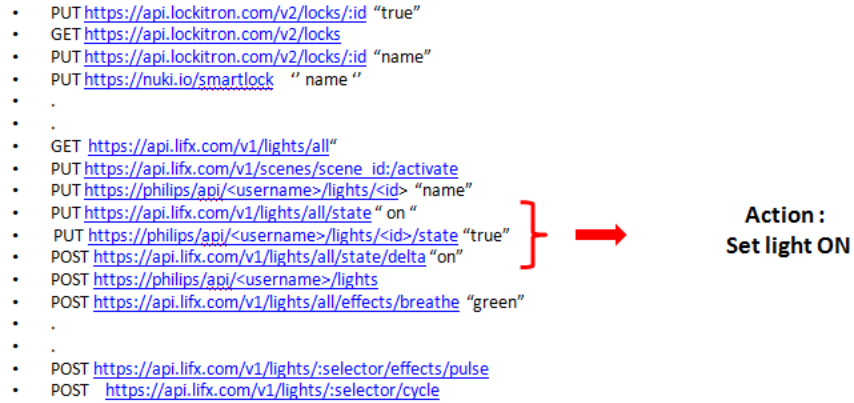 • PUT https://api.lockitron.com/v2/locks/:id “true”
• GET https://api.lockitron.com/v2/locks
• PUT https://api.lockitron.com/v2/locks/:id “name”
• PUT https://nuki.io/smartlock ‘’ name ‘’
• .
• .
• GET https://api.lifx.com/v1/lights/all“
• PUT https://api.lifx.com/v1/scenes/scene_id:/activate
• PUT https://philips/api/<username>/lights/<id> “name”
• PUT https://api.lifx.com/v1/lights/all/state “ on “
• PUT https://philips/api/<username>/lights/<id>/state “true”
• POST https://api.lifx.com/v1/lights/all/state/delta “on”
• POST https://philips/api/<username>/lights
• POST https://api.lifx.com/v1/lights/all/effects/breathe “green”
• .
• .
• POST https://api.lifx.com/v1/lights/:selector/effects/pulse
• POST https://api.lifx.com/v1/lights/:selector/cycle
Action :
Set light ON